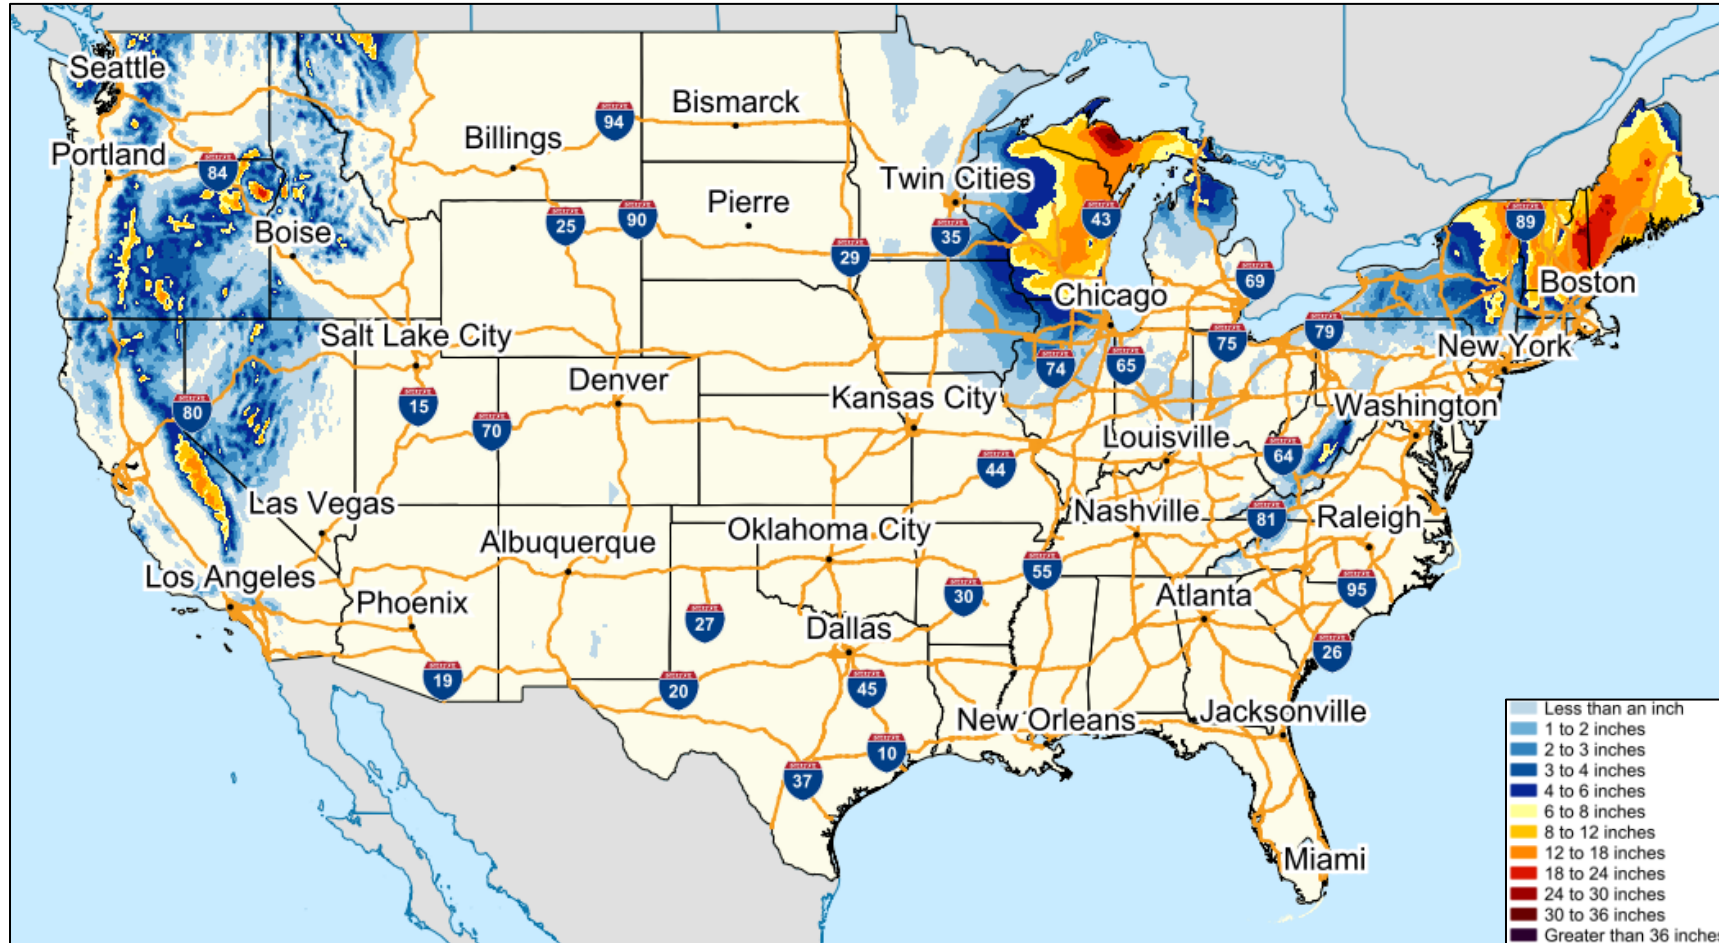 Seattle
Portland
84
Boise
Billings
94
Bismarck
Pierre
25
90
29
Twin Cities
35
43
Chicago
69
89
Boston
New York
79
75
65
74
Salt Lake City
15
80
70
Denver
Kansas City
Louisville
Washington
64
44
Las Vegas
Albuquerque
Oklahoma City
Nashville
81
Raleigh
Los Angeles
Phoenix
27
30
55
Atlanta
95
Dallas
26
19
20
45
New Orleans
Jacksonville
10
37
Miami
Less than an inch
1 to 2 inches
2 to 3 inches
3 to 4 inches
4 to 6 inches
6 to 8 inches
8 to 12 inches
12 to 18 inches
18 to 24 inches
24 to 30 inches
30 to 36 inches
Greater than 36 inches